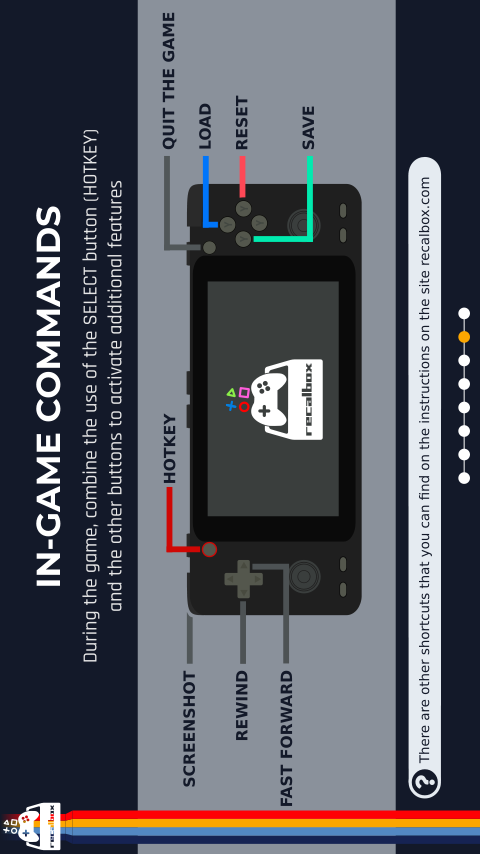 IN-GAME COMMANDS
During the game, combine the use of the SELECT button (HOTKEY)
and the other buttons to activate additional features
HOTKEY
QUIT THE GAME
LOAD
RESET
SAVE
SCREENSHOT
REWIND
FAST FORWARD
recalbox
? There are other shortcuts that you can find on the instructions on the site recalbox.com
recalbox